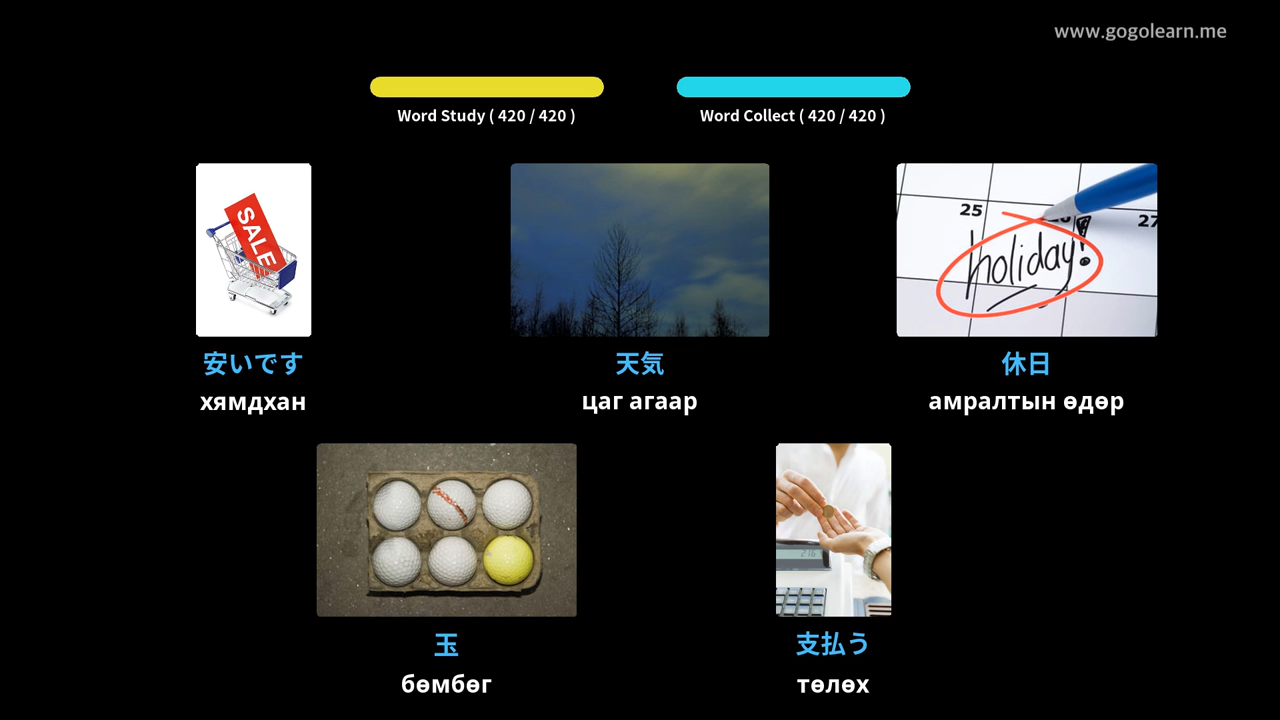 www.gogolearn.me
Word Study ( 420 / 420 )
Word Collect ( 420 / 420 )
SALE
25
27
holiday!
安いです
天気
休日
хямдхан
цаг агаар
амралтын өдөр
玉
支払う
бөмбөг
төлөх